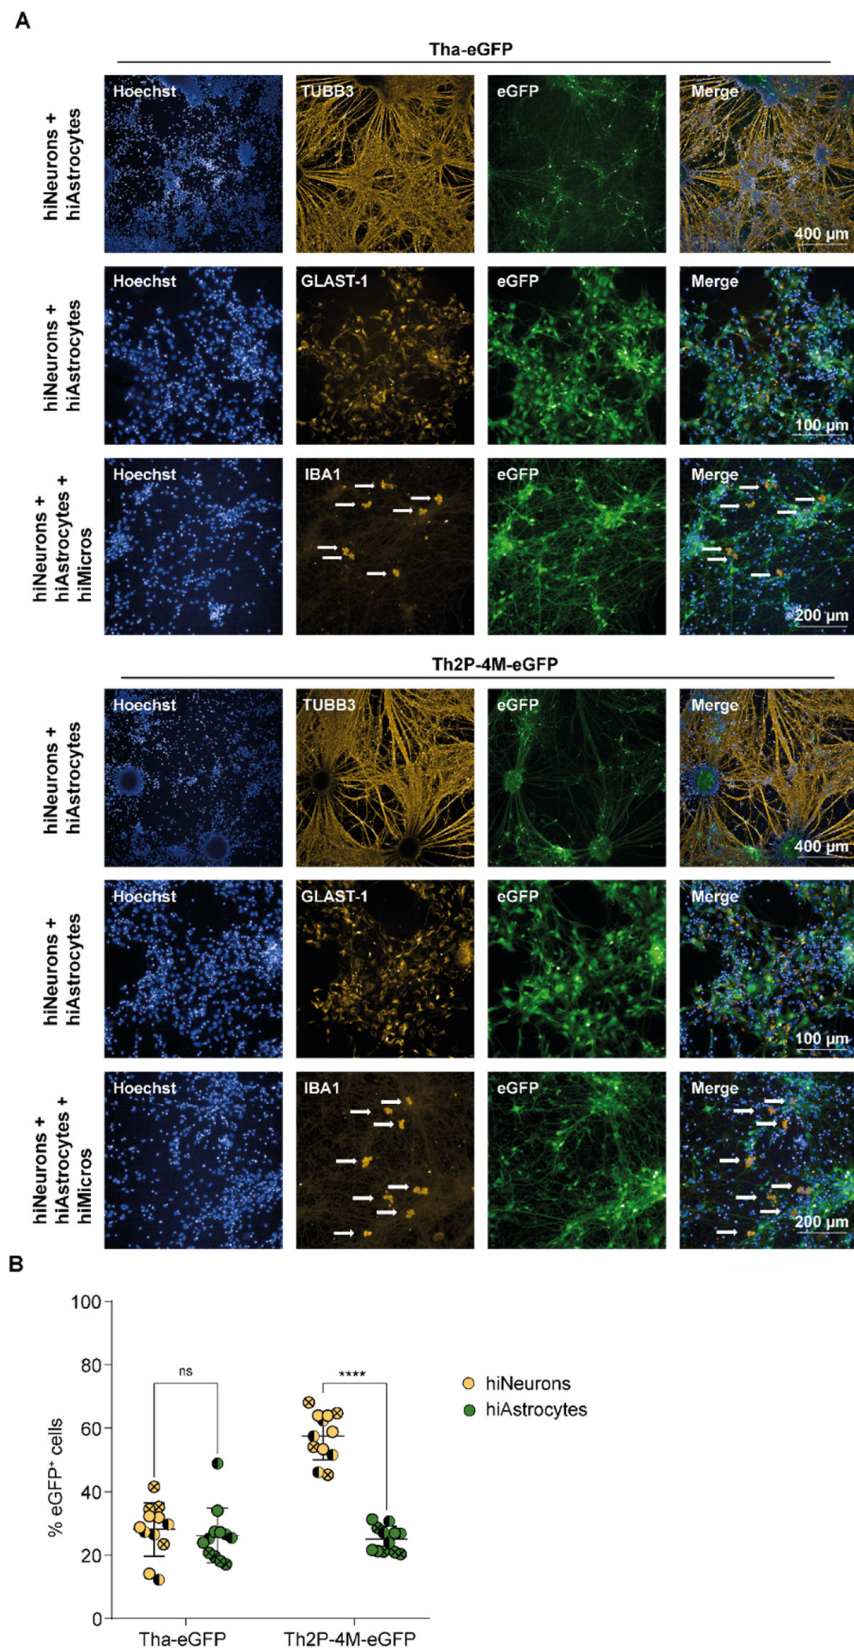 A
Tha-eGFP
hiNeurons +
hiAstrocytes
Hoechst
TUBB3
eGFP
Merge
400 µm
hiNeurons +
hiAstrocytes
Hoechst
GLAST-1
eGFP
Merge
100 µm
hiNeurons +
hiAstrocytes +
hiMicros
Hoechst
IBA1
eGFP
Merge
200 µm
Th2P-4M-eGFP
hiNeurons +
hiAstrocytes
Hoechst
TUBB3
eGFP
Merge
400 µm
hiNeurons +
hiAstrocytes
Hoechst
GLAST-1
eGFP
Merge
100 µm
hiNeurons +
hiAstrocytes +
hiMicros
Hoechst
IBA1
eGFP
Merge
200 µm
B
% eGFP⁺ cells
100
80
60
40
20
0
ns
****
hiNeurons
hiAstrocytes
Tha-eGFP
Th2P-4M-eGFP